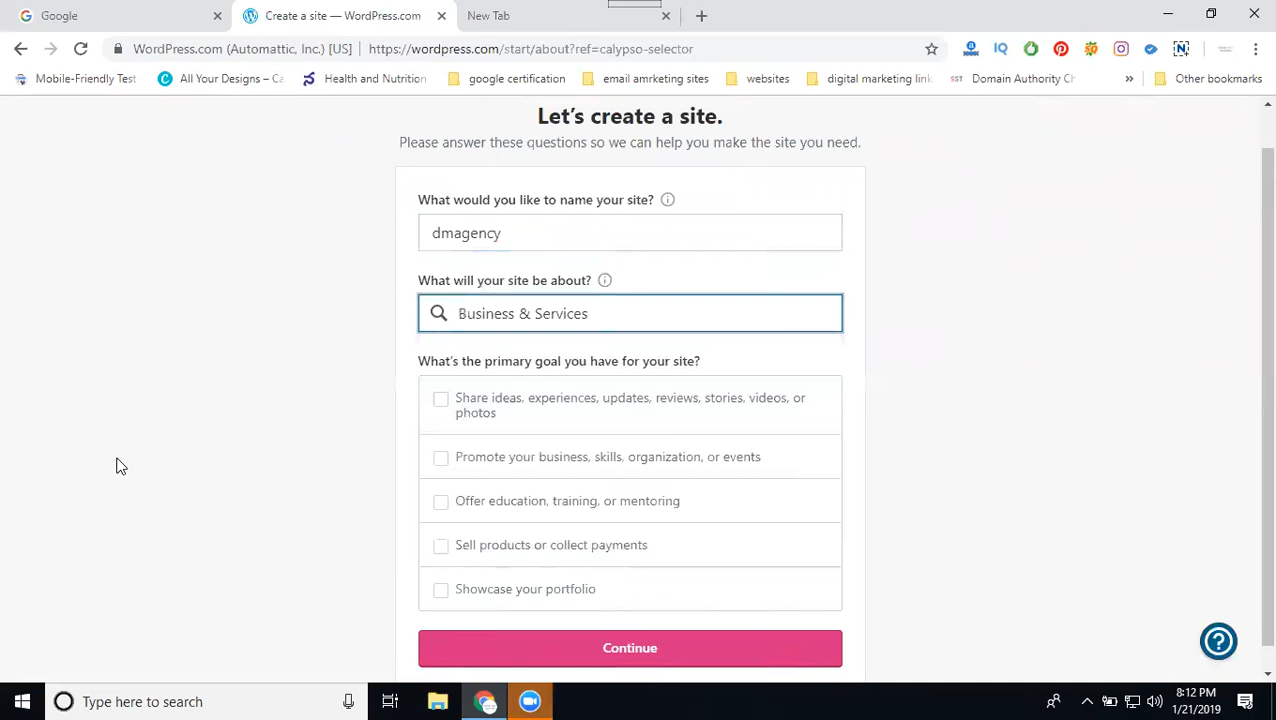 Google
Create a site — WordPress.com
New Tab
WordPress.com (Automattic, Inc.) [US]
https://wordpress.com/start/about?ref=calypso-selector
Mobile-Friendly Test
All Your Designs – Ca
Health and Nutrition
google certification
email amrketing sites
websites
digital marketing link
SST
Domain Authority Ch
»
Other bookmarks
Let's create a site.
Please answer these questions so we can help you make the site you need.
What would you like to name your site?
dmagency
What will your site be about?
Business & Services
What's the primary goal you have for your site?
Share ideas, experiences, updates, reviews, stories, videos, or
photos
Promote your business, skills, organization, or events
Offer education, training, or mentoring
Sell products or collect payments
Showcase your portfolio
Continue
Type here to search
8:12 PM
1/21/2019